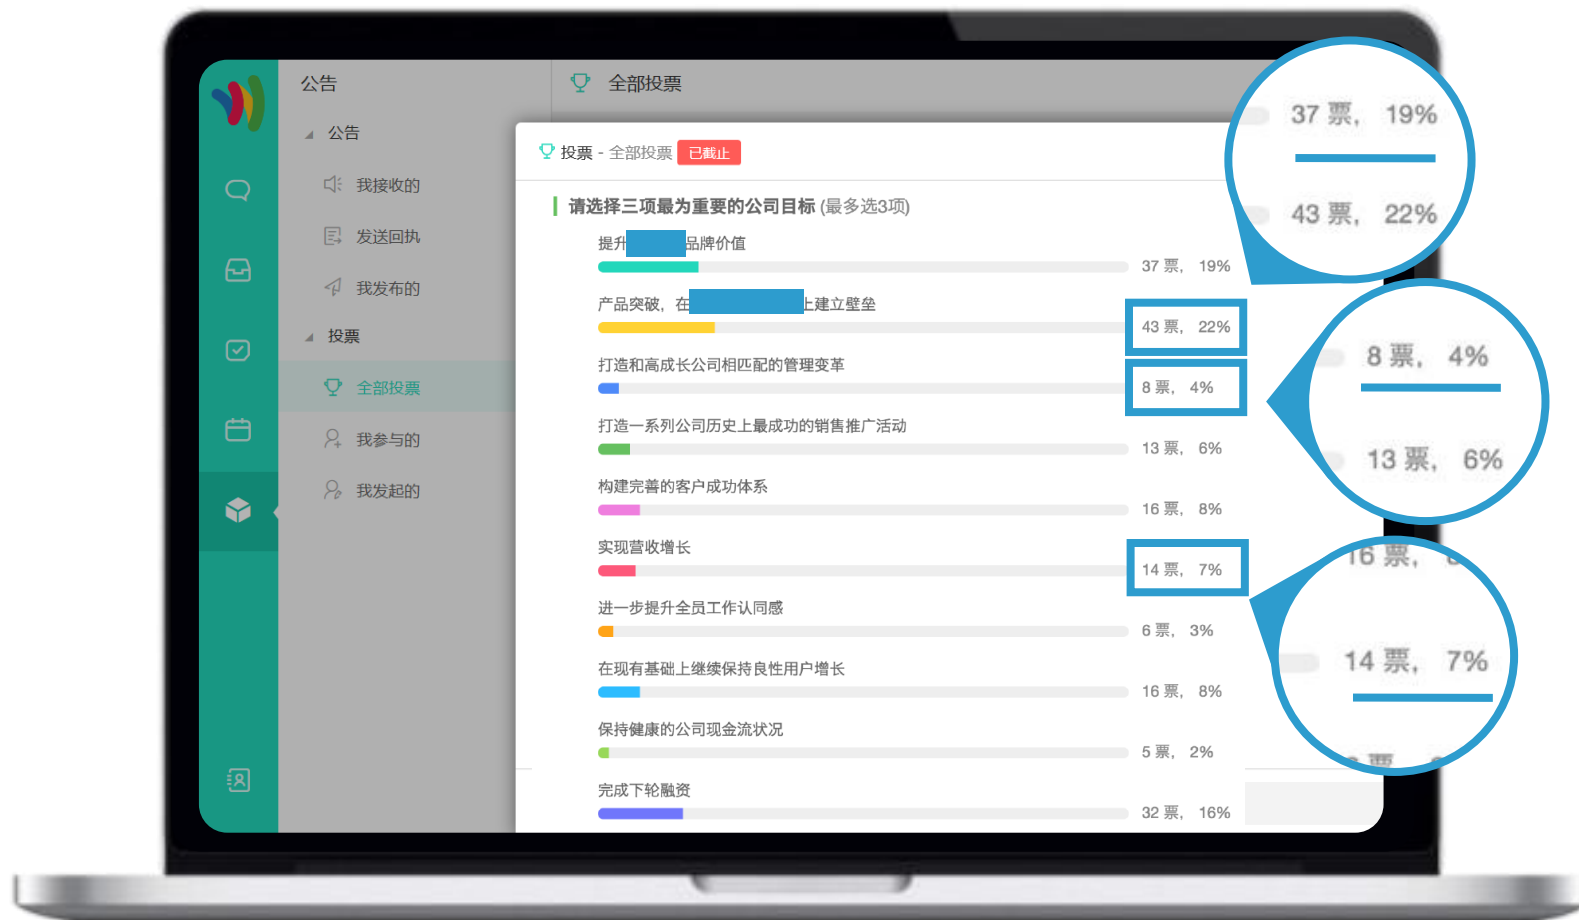 公告
公告
我接收的
发送回执
我发布的
投票
全部投票
我参与的
我发起的
全部投票
投票 - 全部投票 已截止
请选择三项最为重要的公司目标 (最多选3项)
提升 品牌价值
37 票, 19%
产品突破, 在 上建立壁垒
43 票, 22%
打造和高成长公司相匹配的管理变革
8 票, 4%
打造一系列公司历史上最成功的销售推广活动
13 票, 6%
构建完善的客户成功体系
16 票, 8%
实现营收增长
14 票, 7%
进一步提升全员工作认同感
6 票, 3%
在现有基础上继续保持良性用户增长
16 票, 8%
保持健康的公司现金流状况
5 票, 2%
完成下轮融资
32 票, 16%
37 票, 19%
43 票, 22%
8 票, 4%
13 票, 6%
16 票,
14 票, 7%